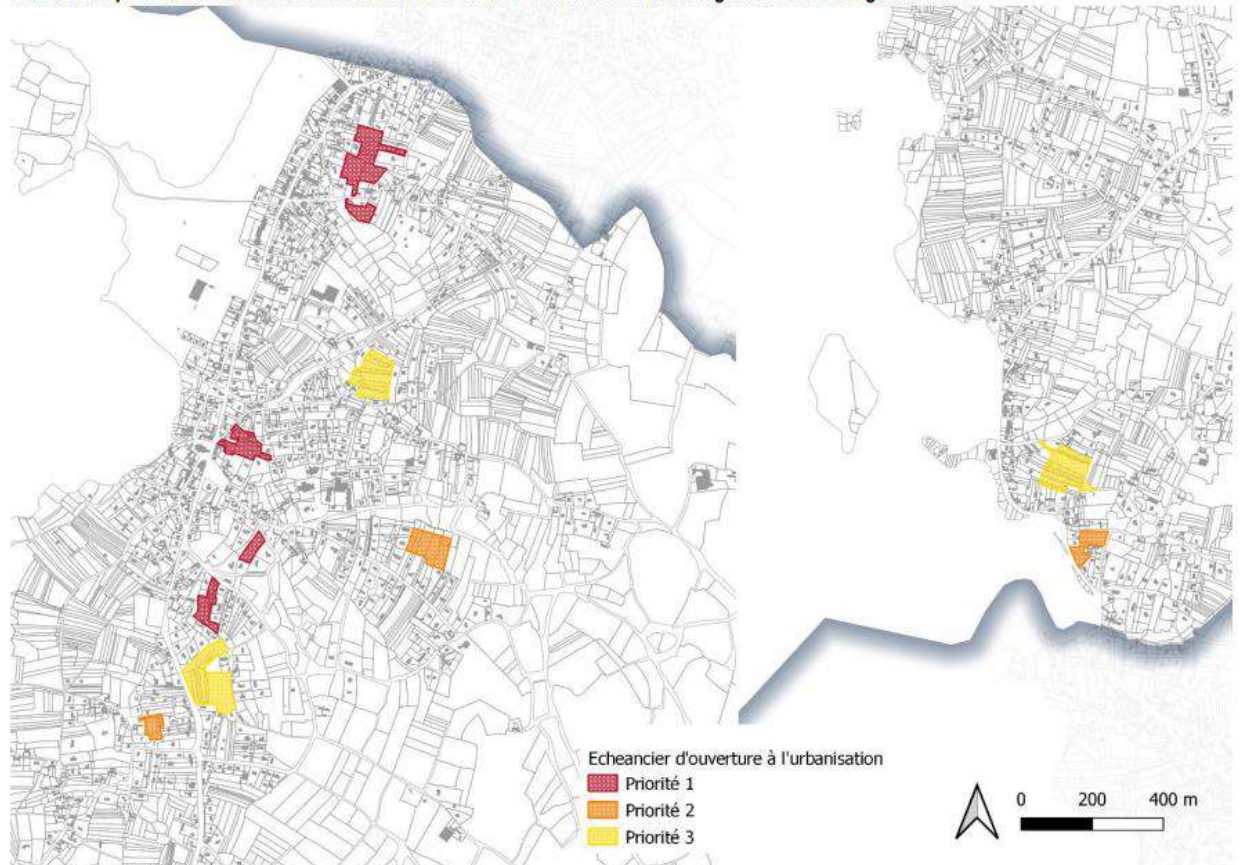 Echeancier d'ouverture à l'urbanisation
Priorité 1
Priorité 2
Priorité 3
0 200 400 m